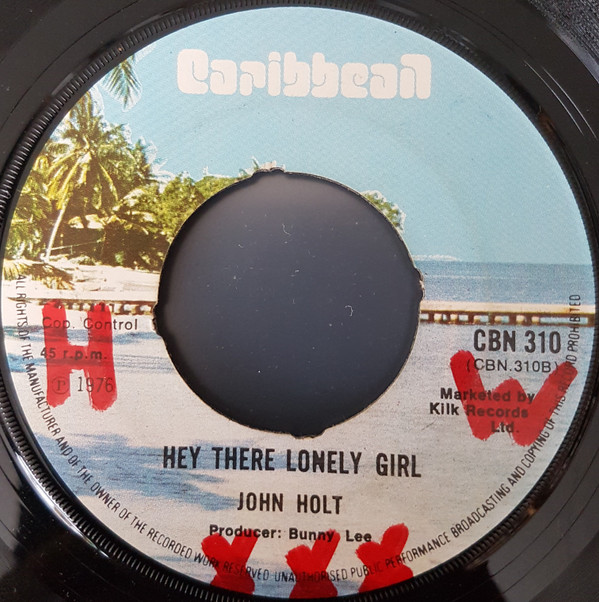 Caribbean
Cop. Control
45 r.p.m.
Ⓟ 1976
H
CBN 310
(CBN.310B)
Marketed by
Kilk Records
Ltd.
W
HEY THERE LONELY GIRL
JOHN HOLT
Producer: Bunny Lee
XXX
ALL RIGHTS OF THE MANUFACTURER AND OF THE OWNER OF THE RECORDED WORK RESERVED UNAUTHORISED PUBLIC PERFORMANCE BROADCASTING AND COPYING OF THIS RECORD PROHIBITED